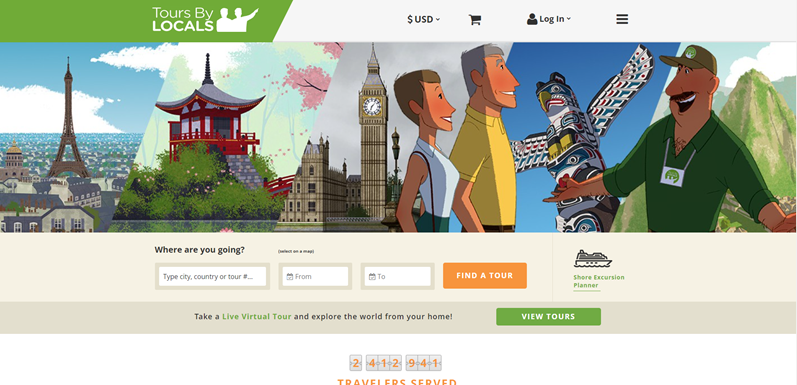 Tours By
LOCALS
$ USD
Log In
Where are you going?
(select on a map)
Type city, country or tour #...
From
To
FIND A TOUR
Shore Excursion
Planner
Take a Live Virtual Tour and explore the world from your home!
VIEW TOURS
2 412 941
TRAVELERS SERVED